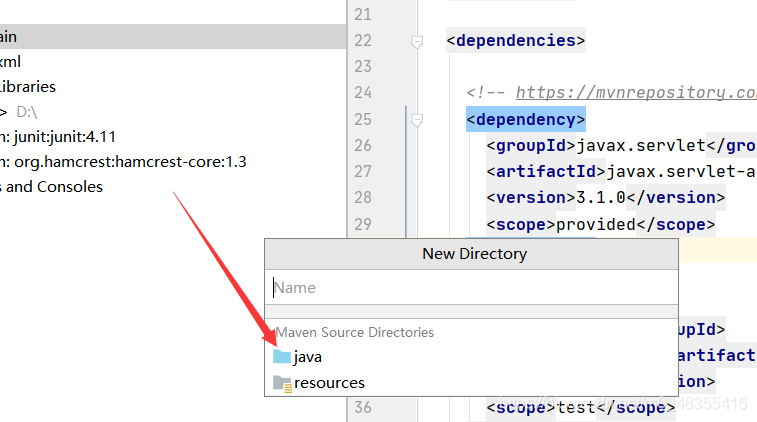 ain
xml
Libraries
> D:\
n: junit:junit:4.11
n: org.hamcrest:hamcrest-core:1.3
s and Consoles
21
22 <dependencies>
23
24 <!-- https://mvnrepository.co
25 <dependency>
26 <groupId>javax.servlet</gro
27 <artifactId>javax.servlet-a
28 <version>3.1.0</version>
29 <scope>provided</scope>
New Directory
Name
Maven Source Directories
java
resources
upId>
artifact
ion>
36 <scope>test</scope>
48355416